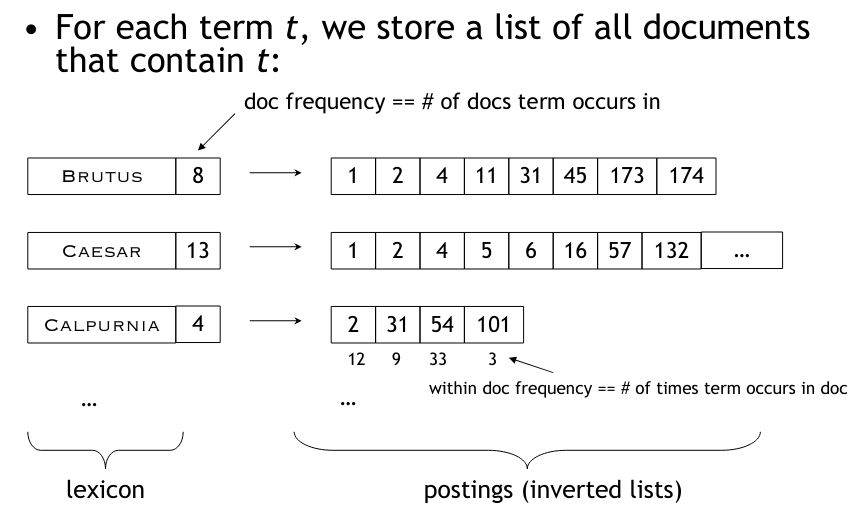 • For each term t, we store a list of all documents
that contain t:
doc frequency == # of docs term occurs in
BRUTUS 8 1 2 4 11 31 45 173 174
CAESAR 13 1 2 4 5 6 16 57 132 ...
CALPURNIA 4 2 31 54 101
12 9 33 3
within doc frequency == # of times term occurs in doc
... ...
lexicon postings (inverted lists)